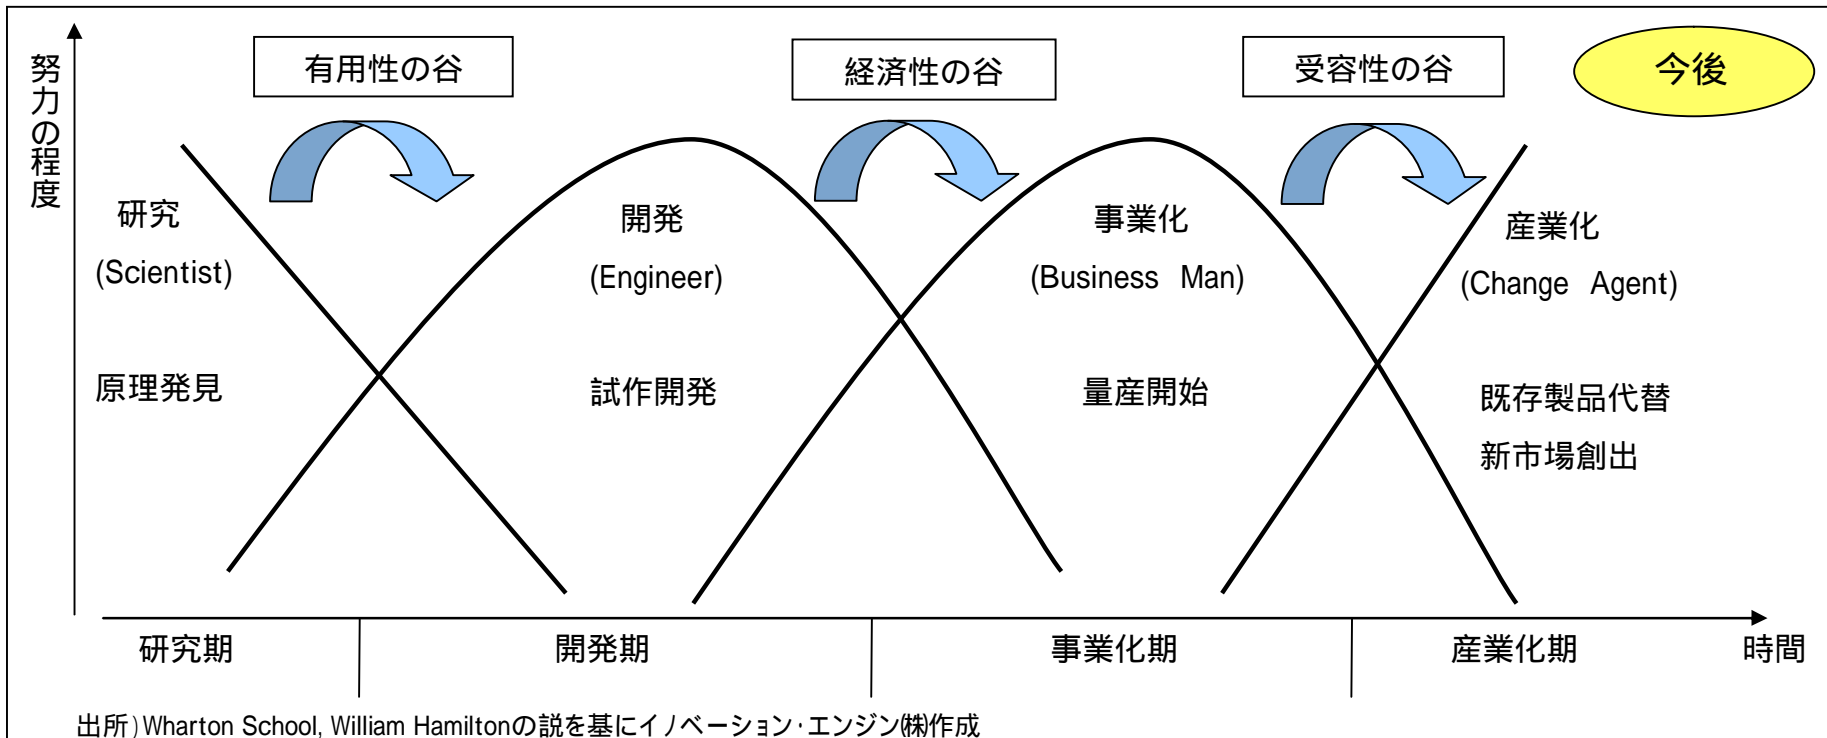 努力の程度
有用性の谷
経済性の谷
受容性の谷
今後
研究
(Scientist)
原理発見
開発
(Engineer)
試作開発
事業化
(Business Man)
量産開始
産業化
(Change Agent)
既存製品代替
新市場創出
研究期
開発期
事業化期
産業化期
時間
出所)Wharton School, William Hamiltonの説を基にイノベーション・エンジン㈱作成